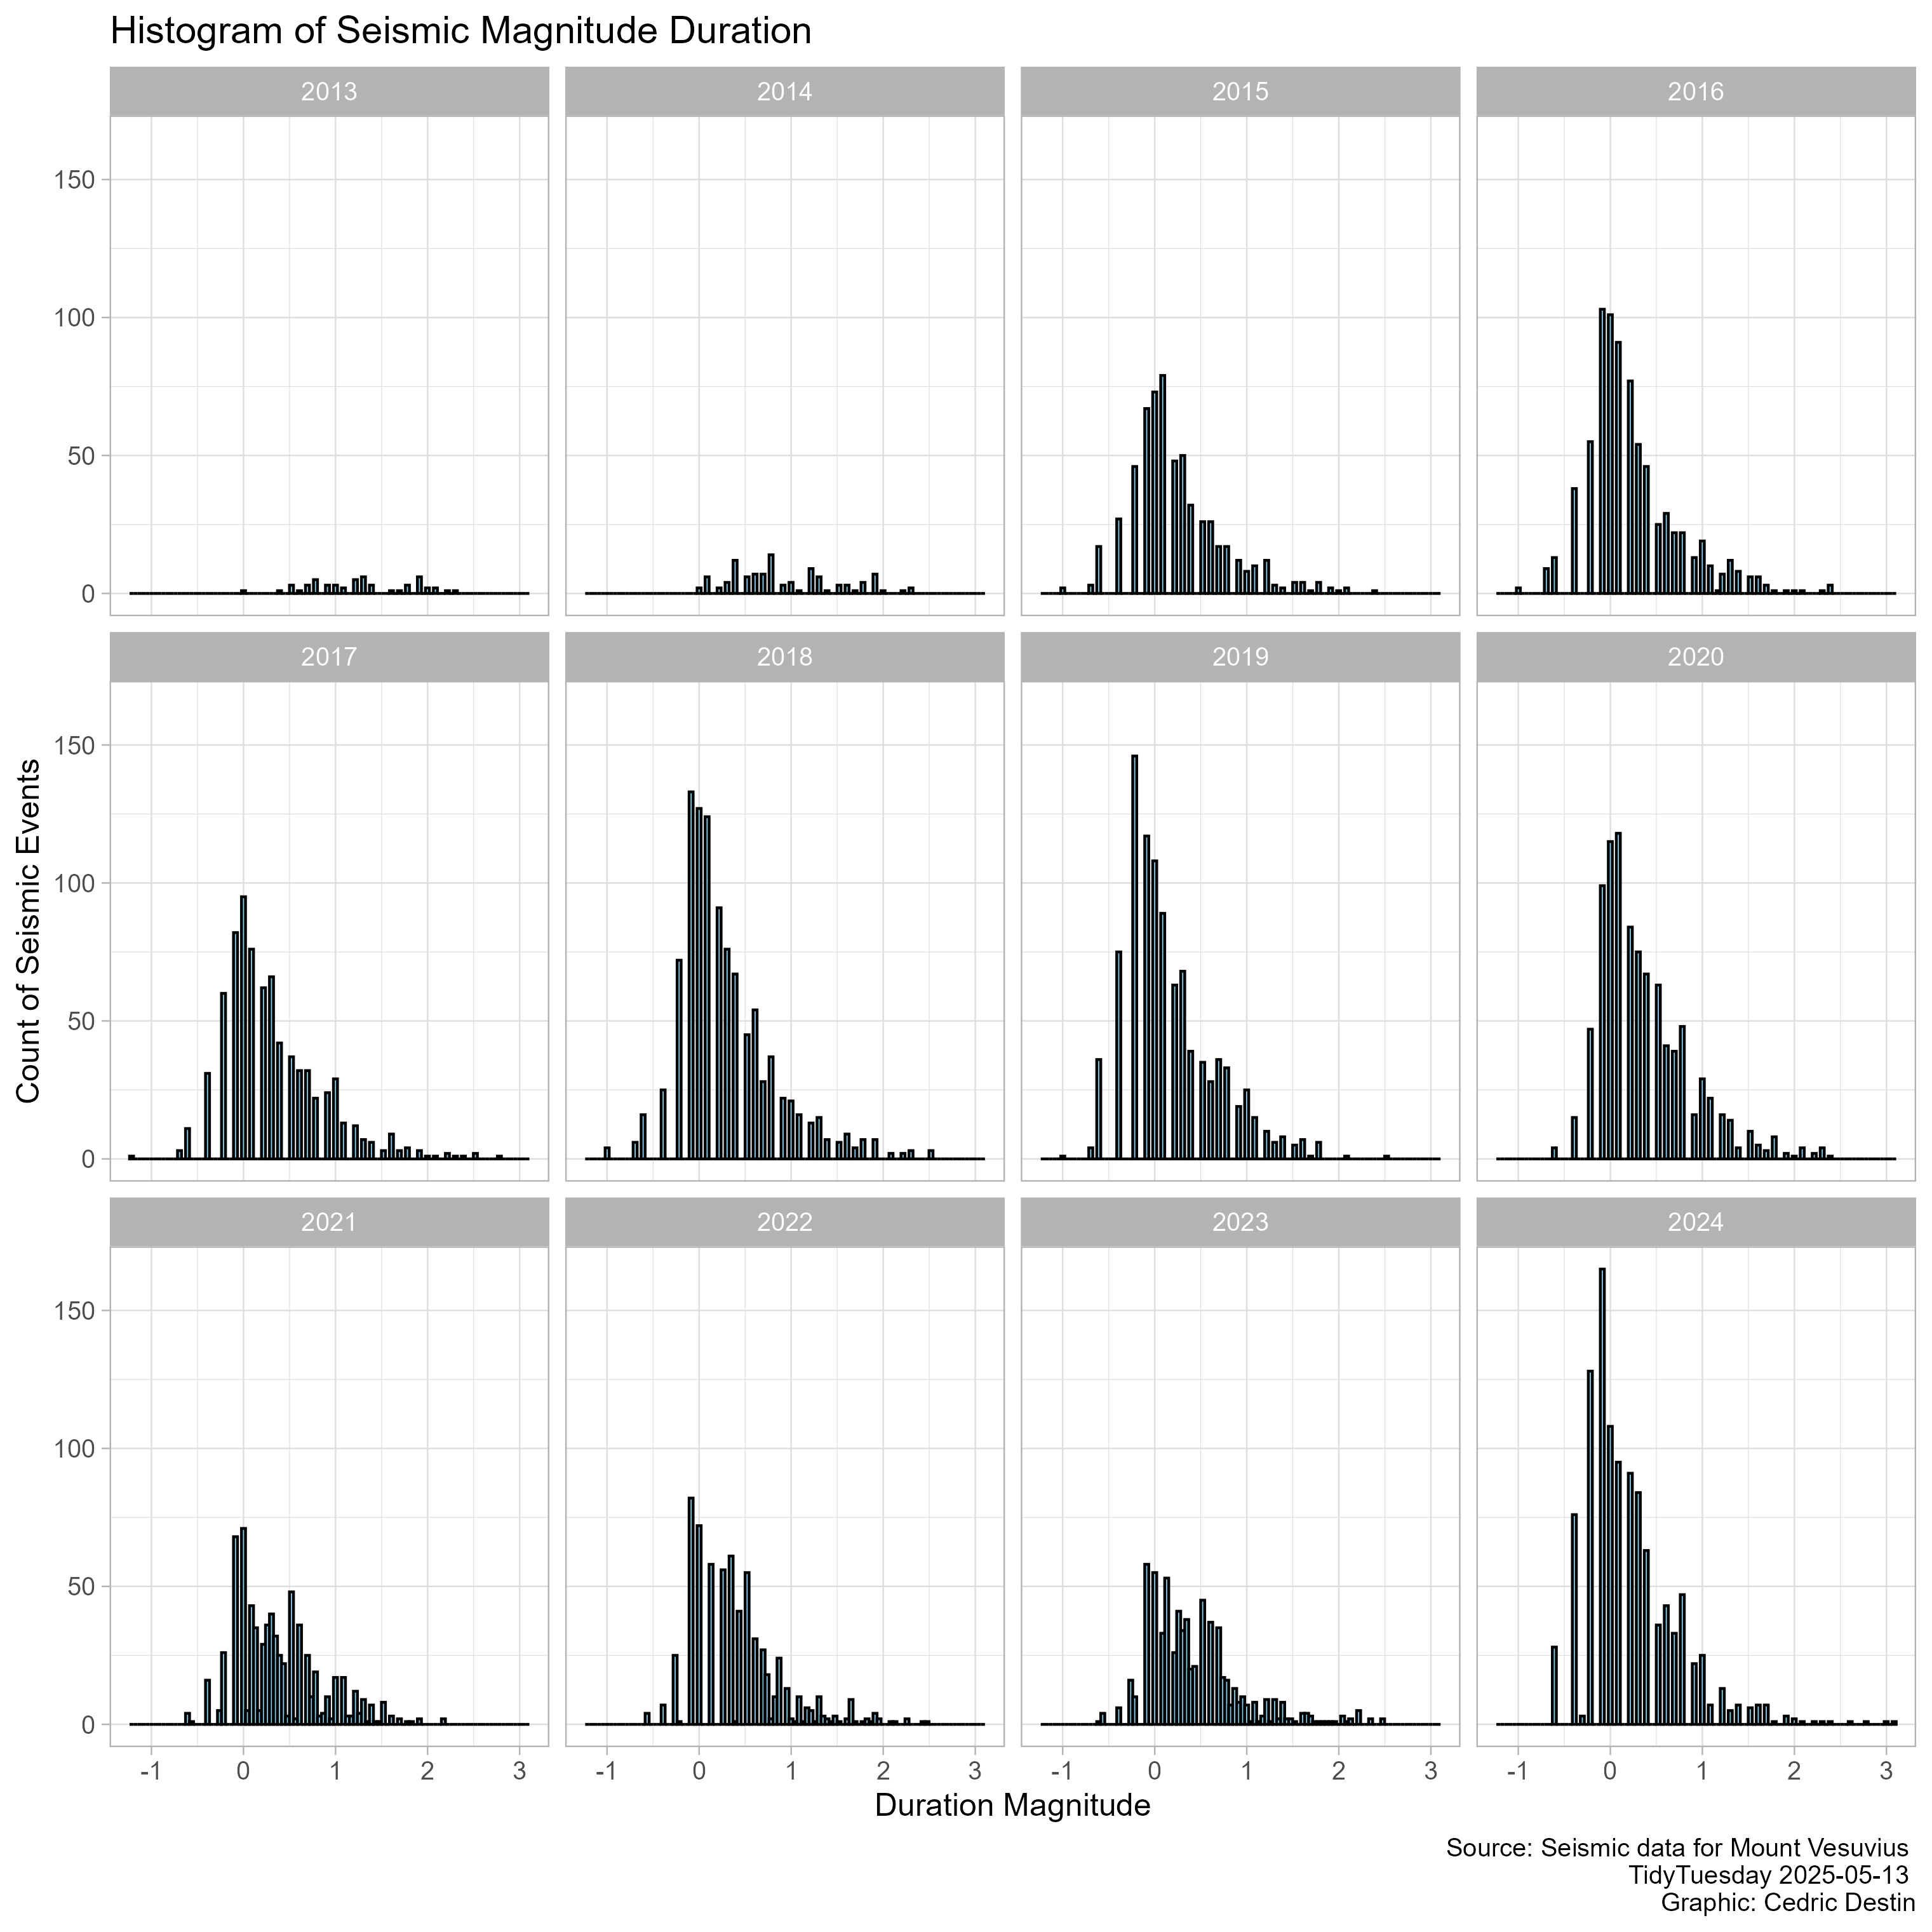 Histogram of Seismic Magnitude Duration
2013 2014 2015 2016
150
100
50
0
2017 2018 2019 2020
150
100
50
0
2021 2022 2023 2024
150
100
50
0
Count of Seismic Events
-1 0 1 2 3 -1 0 1 2 3 -1 0 1 2 3 -1 0 1 2 3
Duration Magnitude
Source: Seismic data for Mount Vesuvius
TidyTuesday 2025-05-13
Graphic: Cedric Destin